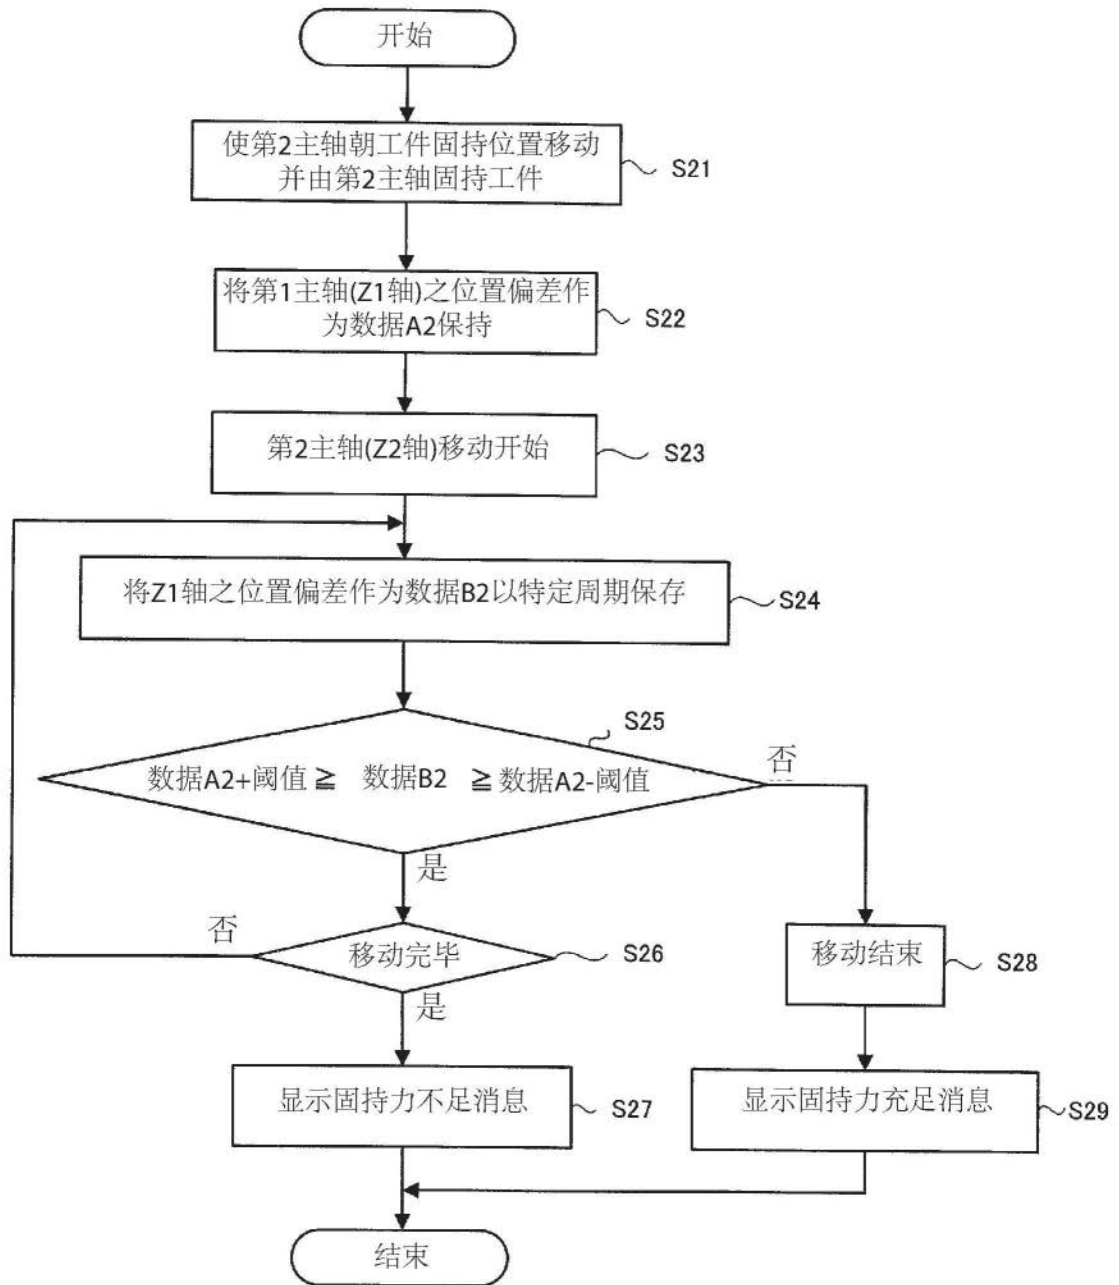 开始
使第2主轴朝工件固持位置移动
并由第2主轴固持工件
S21
将第1主轴(Z1轴)之位置偏差作
为数据A2保持
S22
第2主轴(Z2轴)移动开始
S23
将Z1轴之位置偏差作为数据B2以特定周期保存
S24
S25
数据A2+阈值≧ 数据B2 ≧数据A2-阈值
否
是
否
移动完毕
S26
移动结束
S28
是
显示固持力不足消息
S27
显示固持力充足消息
S29
结束